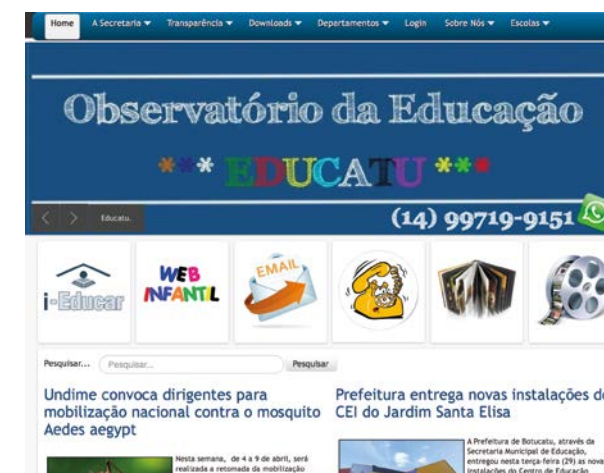 Home A Secretaria Transparência Downloads Departamentos Login Sobre Nós Escolas
Observatório da Educação
*** EDUCATU ***
Educatu.
(14) 99719-9151
i-Educar
WEB
INFANTIL
EMAIL
Pesquisar... Pesquisar... Pesquisar
Undime convoca dirigentes para
mobilização nacional contra o mosquito
Aedes aegypt
Nesta semana, de 4 a 9 de abril, será
realizada a retomada da mobilização
Prefeitura entrega novas instalações do
CEI do Jardim Santa Elisa
A Prefeitura de Botucatu, através da
Secretaria Municipal de Educação,
entregou nesta terça-feira (29) as novas
instalações do Centro de Educação